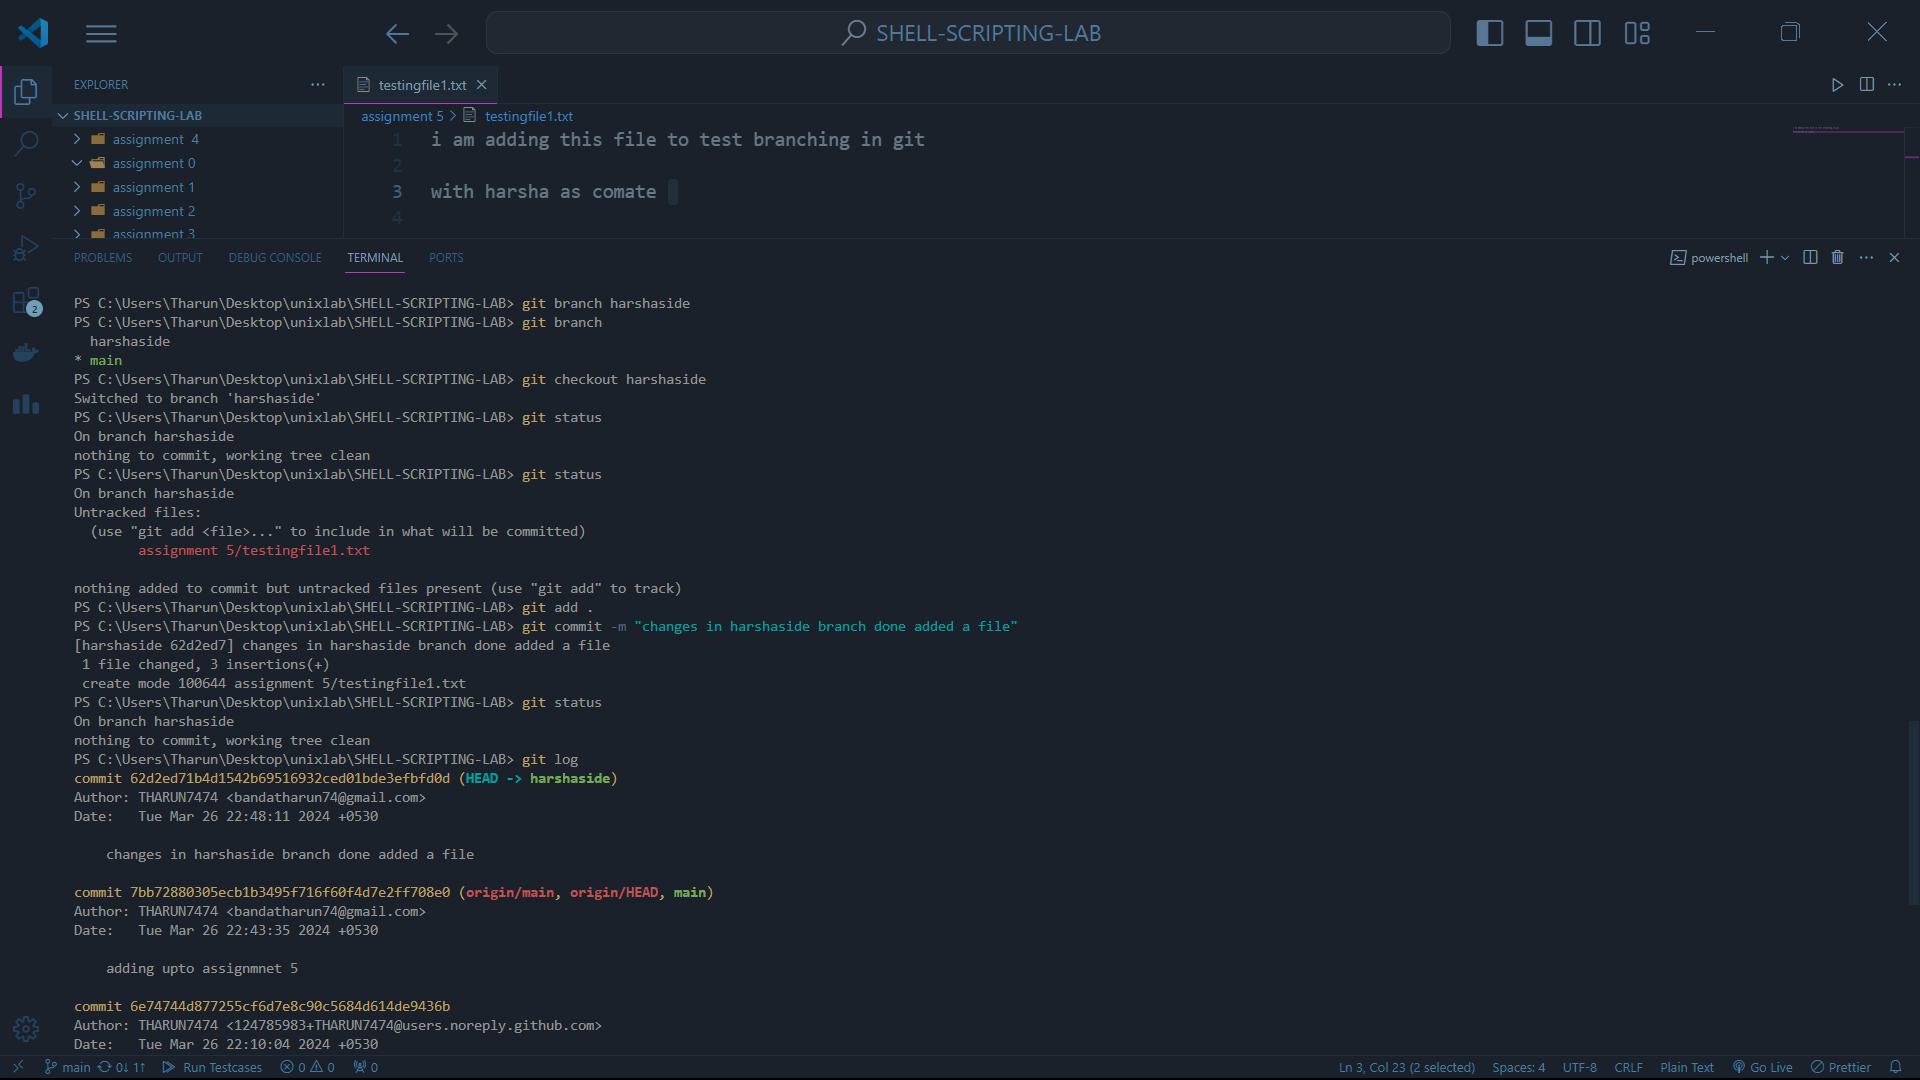 SHELL-SCRIPTING-LAB
EXPLORER
testingfile1.txt
SHELL-SCRIPTING-LAB
assignment 5 > testingfile1.txt
assignment  4
assignment 0
assignment 1
assignment 2
assignment 3
1 i am adding this file to test branching in git
2
3 with harsha as comate
4
PROBLEMS OUTPUT DEBUG CONSOLE TERMINAL PORTS
powershell
PS C:\Users\Tharun\Desktop\unixlab\SHELL-SCRIPTING-LAB> git branch harshaside
PS C:\Users\Tharun\Desktop\unixlab\SHELL-SCRIPTING-LAB> git branch
  harshaside
* main
PS C:\Users\Tharun\Desktop\unixlab\SHELL-SCRIPTING-LAB> git checkout harshaside
Switched to branch 'harshaside'
PS C:\Users\Tharun\Desktop\unixlab\SHELL-SCRIPTING-LAB> git status
On branch harshaside
nothing to commit, working tree clean
PS C:\Users\Tharun\Desktop\unixlab\SHELL-SCRIPTING-LAB> git status
On branch harshaside
Untracked files:
  (use "git add <file>..." to include in what will be committed)
        assignment 5/testingfile1.txt
nothing added to commit but untracked files present (use "git add" to track)
PS C:\Users\Tharun\Desktop\unixlab\SHELL-SCRIPTING-LAB> git add .
PS C:\Users\Tharun\Desktop\unixlab\SHELL-SCRIPTING-LAB> git commit -m "changes in harshaside branch done added a file"
[harshaside 62d2ed7] changes in harshaside branch done added a file
 1 file changed, 3 insertions(+)
 create mode 100644 assignment 5/testingfile1.txt
PS C:\Users\Tharun\Desktop\unixlab\SHELL-SCRIPTING-LAB> git status
On branch harshaside
nothing to commit, working tree clean
PS C:\Users\Tharun\Desktop\unixlab\SHELL-SCRIPTING-LAB> git log
commit 62d2ed71b4d1542b69516932ced01bde3efbfd0d (HEAD -> harshaside)
Author: THARUN7474 <bandatharun74@gmail.com>
Date:   Tue Mar 26 22:48:11 2024 +0530
    changes in harshaside branch done added a file
commit 7bb72880305ecb1b3495f716f60f4d7e2ff708e0 (origin/main, origin/HEAD, main)
Author: THARUN7474 <bandatharun74@gmail.com>
Date:   Tue Mar 26 22:43:35 2024 +0530
    adding upto assignmnet 5
commit 6e74744d877255cf6d7e8c90c5684d614de9436b
Author: THARUN7474 <124785983+THARUN7474@users.noreply.github.com>
Date:   Tue Mar 26 22:10:04 2024 +0530
2
main 0↓ 1↑ Run Testcases 0 0 0 Ln 3, Col 23 (2 selected) Spaces: 4 UTF-8 CRLF Plain Text Go Live Prettier